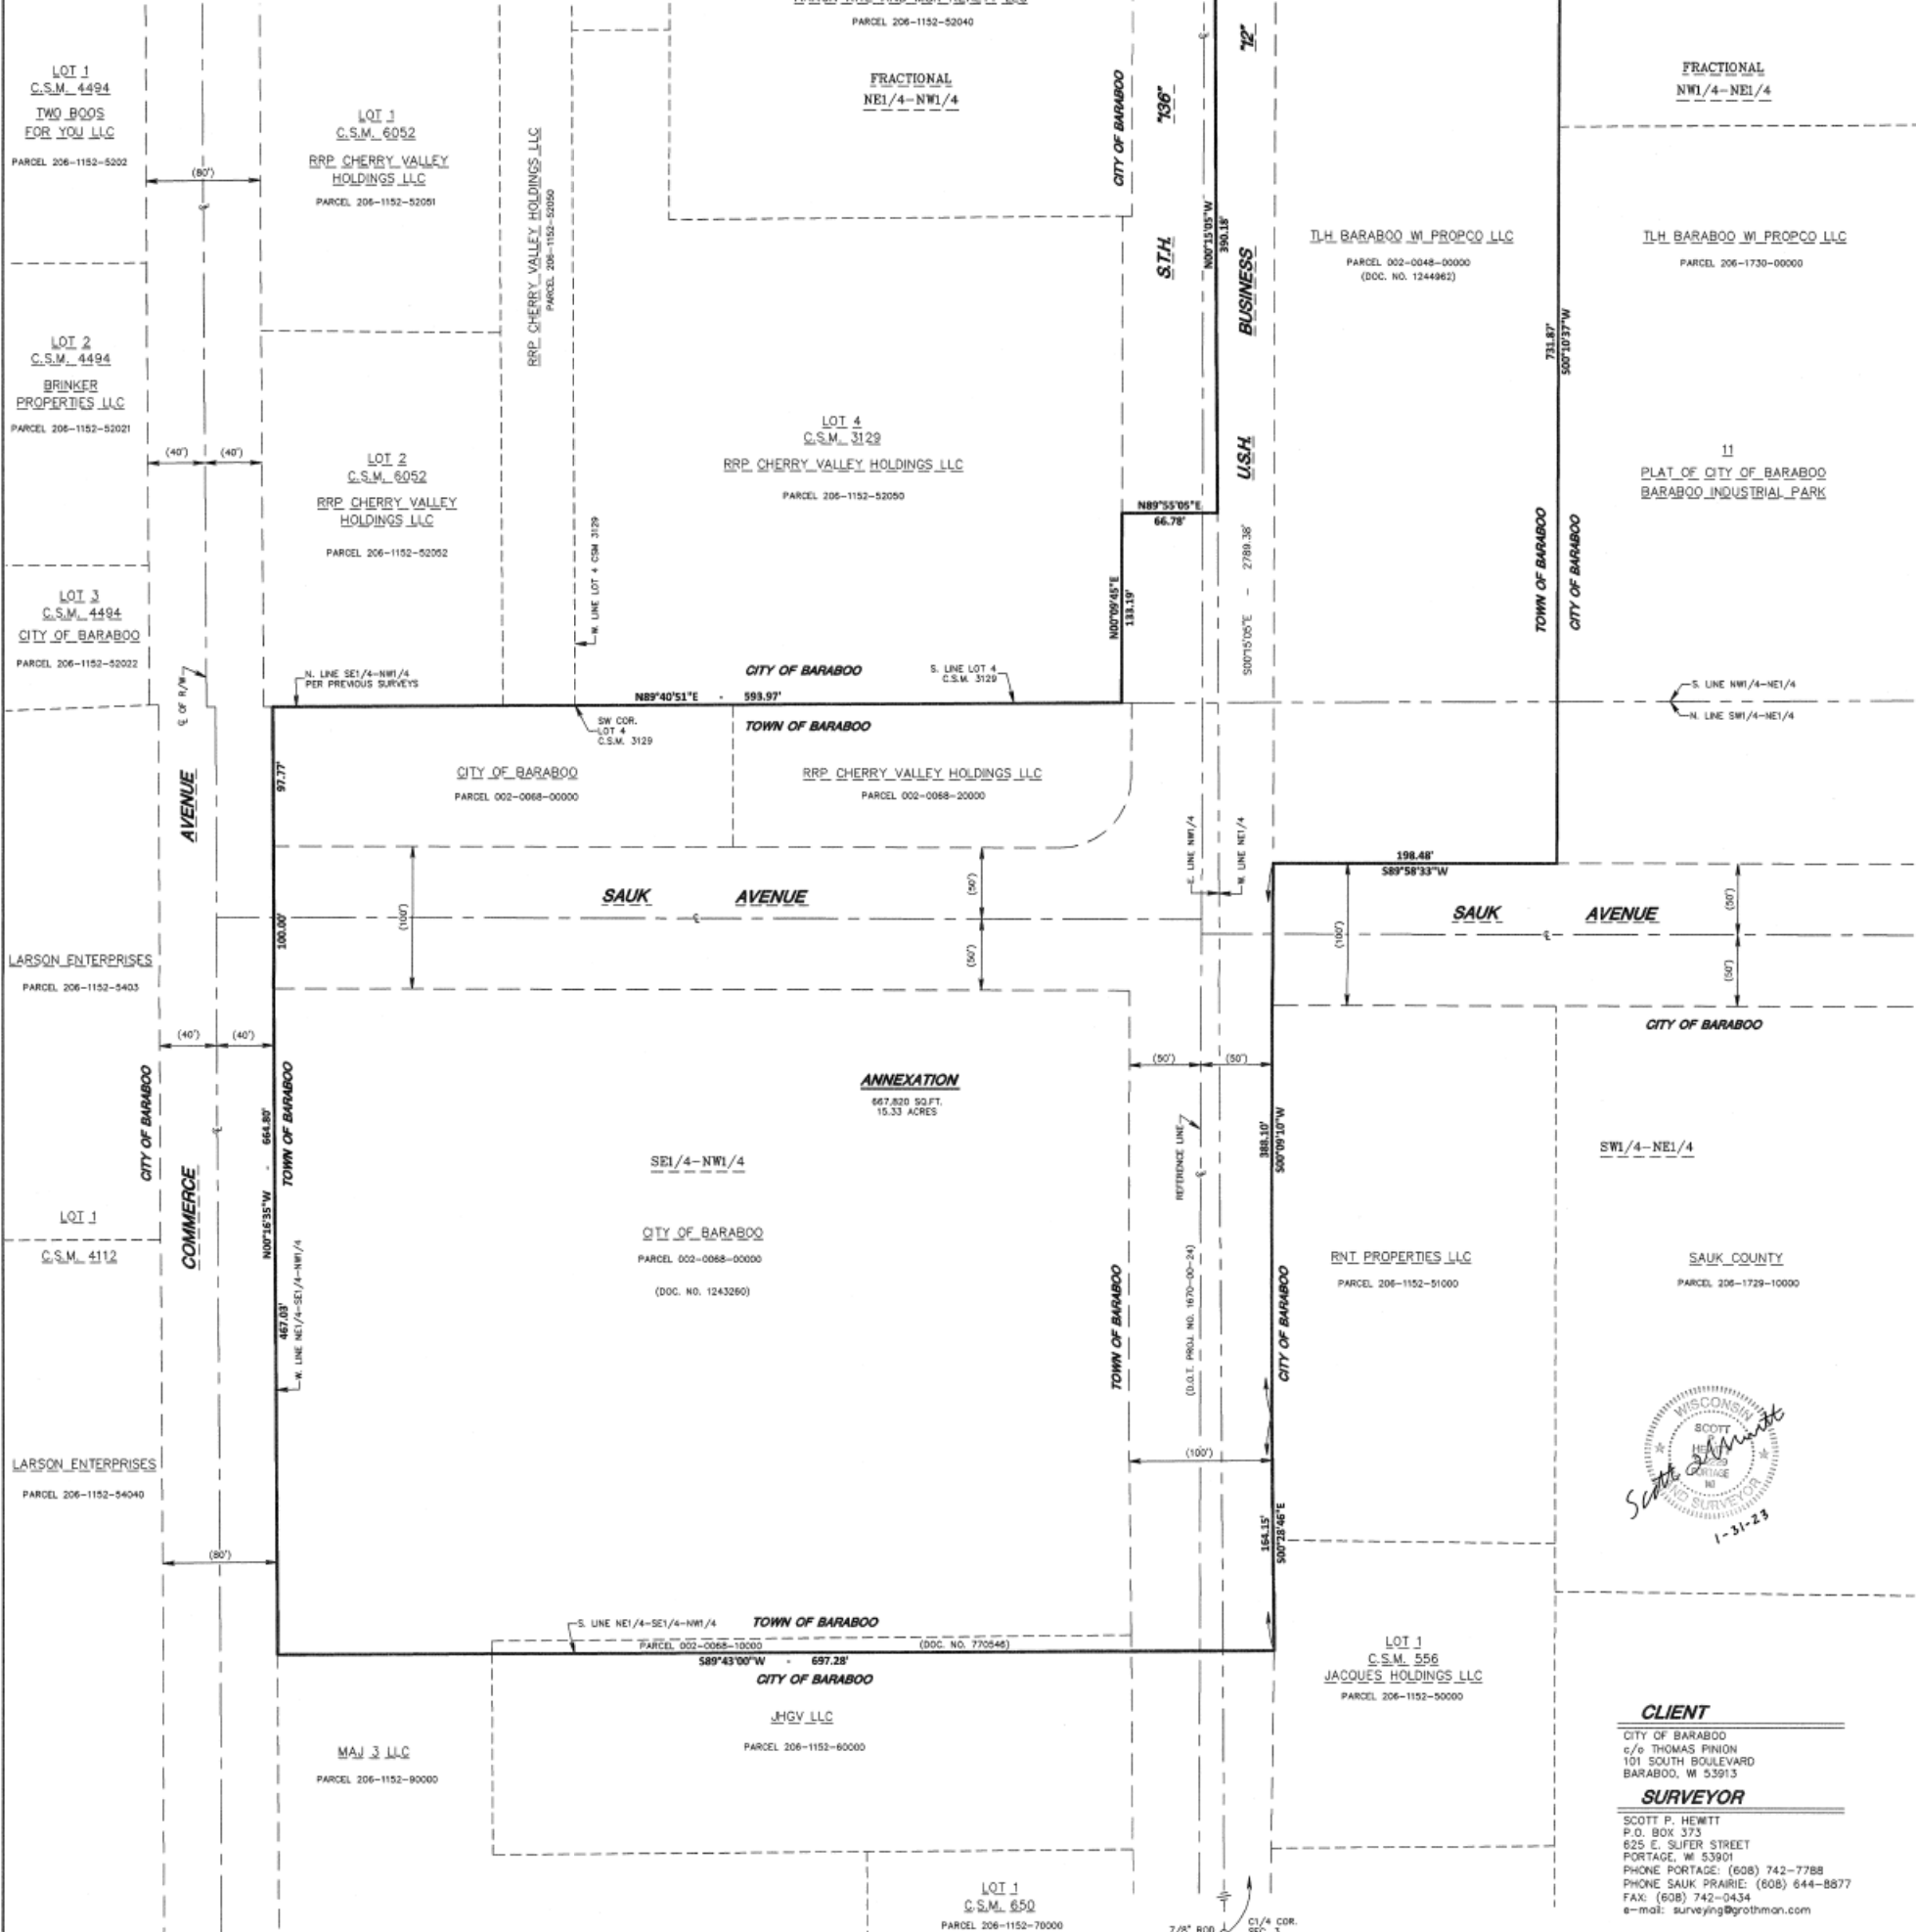 PARCEL 206-1152-52040
FRACTIONAL
NE1/4-NW1/4
"12"
"136"
CITY OF BARABOO
S.T.H.
BUSINESS
U.S.H.
N00°15'05"W
390.18'
FRACTIONAL
NW1/4-NE1/4
LOT 1
C.S.M. 4494
TWO BOOS
FOR YOU LLC
PARCEL 206-1152-5202
(80')
LOT 1
C.S.M. 6052
RRP CHERRY VALLEY
HOLDINGS LLC
PARCEL 206-1152-52051
RRP CHERRY VALLEY HOLDINGS LLC
PARCEL 206-1152-52050
TLH BARABOO WI PROPCO LLC
PARCEL 002-0048-00000
(DOC. NO. 1244962)
TLH BARABOO WI PROPCO LLC
PARCEL 206-1730-00000
731.87'
S00°10'37"W
LOT 2
C.S.M. 4494
BRINKER
PROPERTIES LLC
PARCEL 206-1152-52021
(40')
(40')
LOT 2
C.S.M. 6052
RRP CHERRY VALLEY
HOLDINGS LLC
PARCEL 206-1152-52052
LOT 4
C.S.M. 3129
RRP CHERRY VALLEY HOLDINGS LLC
PARCEL 206-1152-52050
W. LINE LOT 4 CSM 3129
N89°55'05"E
66.78'
N00°09'45"E
133.19'
S00°15'05"E - 2789.38'
11
PLAT OF CITY OF BARABOO
BARABOO INDUSTRIAL PARK
TOWN OF BARABOO
CITY OF BARABOO
LOT 3
C.S.M. 4494
CITY OF BARABOO
PARCEL 206-1152-52022
℄ OF R/W
N. LINE SE1/4-NW1/4
PER PREVIOUS SURVEYS
CITY OF BARABOO
S. LINE LOT 4
C.S.M. 3129
N89°40'51"E - 593.97'
SW COR.
LOT 4
C.S.M. 3129
TOWN OF BARABOO
S. LINE NW1/4-NE1/4
N. LINE SW1/4-NE1/4
AVENUE
97.77'
CITY OF BARABOO
PARCEL 002-0068-00000
RRP CHERRY VALLEY HOLDINGS LLC
PARCEL 002-0068-20000
E. LINE NW1/4
W. LINE NE1/4
198.48'
S89°58'33"W
SAUK AVENUE
℄
(100')
(50')
(50')
100.00'
SAUK AVENUE
℄
(100')
(50')
(50')
LARSON ENTERPRISES
PARCEL 206-1152-5403
(40')
(40')
CITY OF BARABOO
CITY OF BARABOO
TOWN OF BARABOO
COMMERCE
N00°16'35"W - 664.80'
467.03'
W. LINE NE1/4-SE1/4-NW1/4
ANNEXATION
667,820 SQ.FT.
15.33 ACRES
(50')
(50')
REFERENCE LINE
(D.O.T. PROJ. NO. 1670-00-24)
388.10'
S00°09'10"W
SE1/4-NW1/4
SW1/4-NE1/4
LOT 1
C.S.M. 4112
CITY OF BARABOO
PARCEL 002-0068-00000
(DOC. NO. 1243260)
TOWN OF BARABOO
CITY OF BARABOO
RNT PROPERTIES LLC
PARCEL 206-1152-51000
SAUK COUNTY
PARCEL 206-1729-10000
LARSON ENTERPRISES
PARCEL 206-1152-54040
(80')
(100')
164.15'
S00°28'46"E
WISCONSIN
SCOTT
P.
PORTAGE
WI
LAND SURVEYOR
1-31-23
S. LINE NE1/4-SE1/4-NW1/4
TOWN OF BARABOO
PARCEL 002-0068-10000 (DOC. NO. 770546)
S89°43'00"W - 697.28'
CITY OF BARABOO
JHGV LLC
PARCEL 206-1152-60000
MAJ 3 LLC
PARCEL 206-1152-90000
LOT 1
C.S.M. 556
JACQUES HOLDINGS LLC
PARCEL 206-1152-50000
LOT 1
C.S.M. 650
PARCEL 206-1152-70000
7/8" ROD
C1/4 COR.
SEC. 3
CLIENT
CITY OF BARABOO
c/o THOMAS PINION
101 SOUTH BOULEVARD
BARABOO, WI 53913
SURVEYOR
SCOTT P. HEWITT
P.O. BOX 373
625 E. SLIFER STREET
PORTAGE, WI 53901
PHONE PORTAGE: (608) 742-7788
PHONE SAUK PRAIRIE: (608) 644-8877
FAX: (608) 742-0434
e-mail: surveying@grothman.com